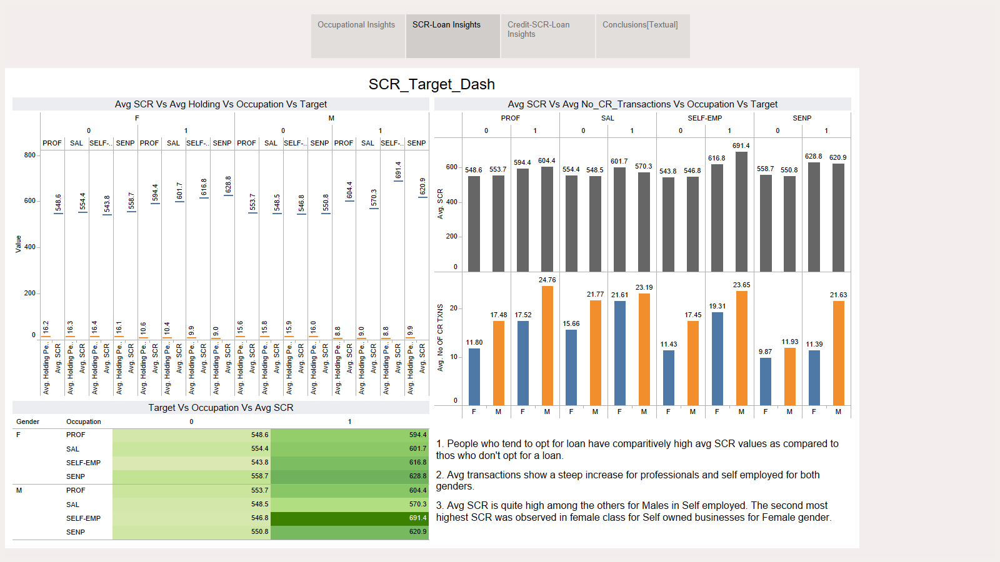 Occupational Insights
SCR-Loan Insights
Credit-SCR-Loan
Insights
Conclusions[Textual]
SCR_Target_Dash
Avg SCR Vs Avg Holding Vs Occupation Vs Target
F M
0 1 0 1
PROF SAL SELF-.. SENP PROF SAL SELF-.. SENP PROF SAL SELF-.. SENP PROF SAL SELF-.. SENP
Value
800
600
400
200
0
16.2 548.6 16.3 554.4 16.4 543.8 16.1 558.7 10.6 594.4 10.4 601.7 9.9 616.8 9.0 628.8 15.6 553.7 15.8 548.5 15.9 546.8 16.0 550.8 8.8 604.4 9.0 570.3 8.8 691.4 9.9 620.9
Avg. Holding Pe.. Avg. SCR Avg. Holding Pe.. Avg. SCR Avg. Holding Pe.. Avg. SCR Avg. Holding Pe.. Avg. SCR Avg. Holding Pe.. Avg. SCR Avg. Holding Pe.. Avg. SCR Avg. Holding Pe.. Avg. SCR Avg. Holding Pe.. Avg. SCR Avg. Holding Pe.. Avg. SCR Avg. Holding Pe.. Avg. SCR Avg. Holding Pe.. Avg. SCR Avg. Holding Pe.. Avg. SCR Avg. Holding Pe.. Avg. SCR Avg. Holding Pe.. Avg. SCR Avg. Holding Pe.. Avg. SCR Avg. Holding Pe.. Avg. SCR
Avg SCR Vs Avg No_CR_Transactions Vs Occupation Vs Target
PROF SAL SELF-EMP SENP
0 1 0 1 0 1 0 1
Avg. SCR
600
400
200
0
548.6 553.7 594.4 604.4 554.4 548.5 601.7 570.3 543.8 546.8 616.8 691.4 558.7 550.8 628.8 620.9
Avg. No OF CR TXNS
20
10
0
11.80 17.48 17.52 24.76 15.66 21.77 21.61 23.19 11.43 17.45 19.31 23.65 9.87 11.93 11.39 21.63
F M F M F M F M F M F M F M F M
Target Vs Occupation Vs Avg SCR
Gender Occupation 0 1
F PROF 548.6 594.4
SAL 554.4 601.7
SELF-EMP 543.8 616.8
SENP 558.7 628.8
M PROF 553.7 604.4
SAL 548.5 570.3
SELF-EMP 546.8 691.4
SENP 550.8 620.9
1. People who tend to opt for loan have comparitively high avg SCR values as compared to
thos who don't opt for a loan.
2. Avg transactions show a steep increase for professionals and self employed for both
genders.
3. Avg SCR is quite high among the others for Males in Self employed. The second most
highest SCR was observed in female class for Self owned businesses for Female gender.